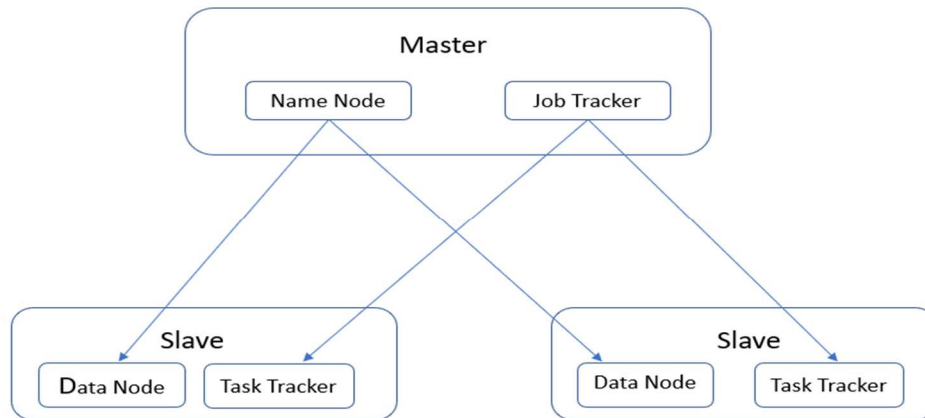 Master
Name Node
Job Tracker
Slave
Data Node
Task Tracker
Slave
Data Node
Task Tracker